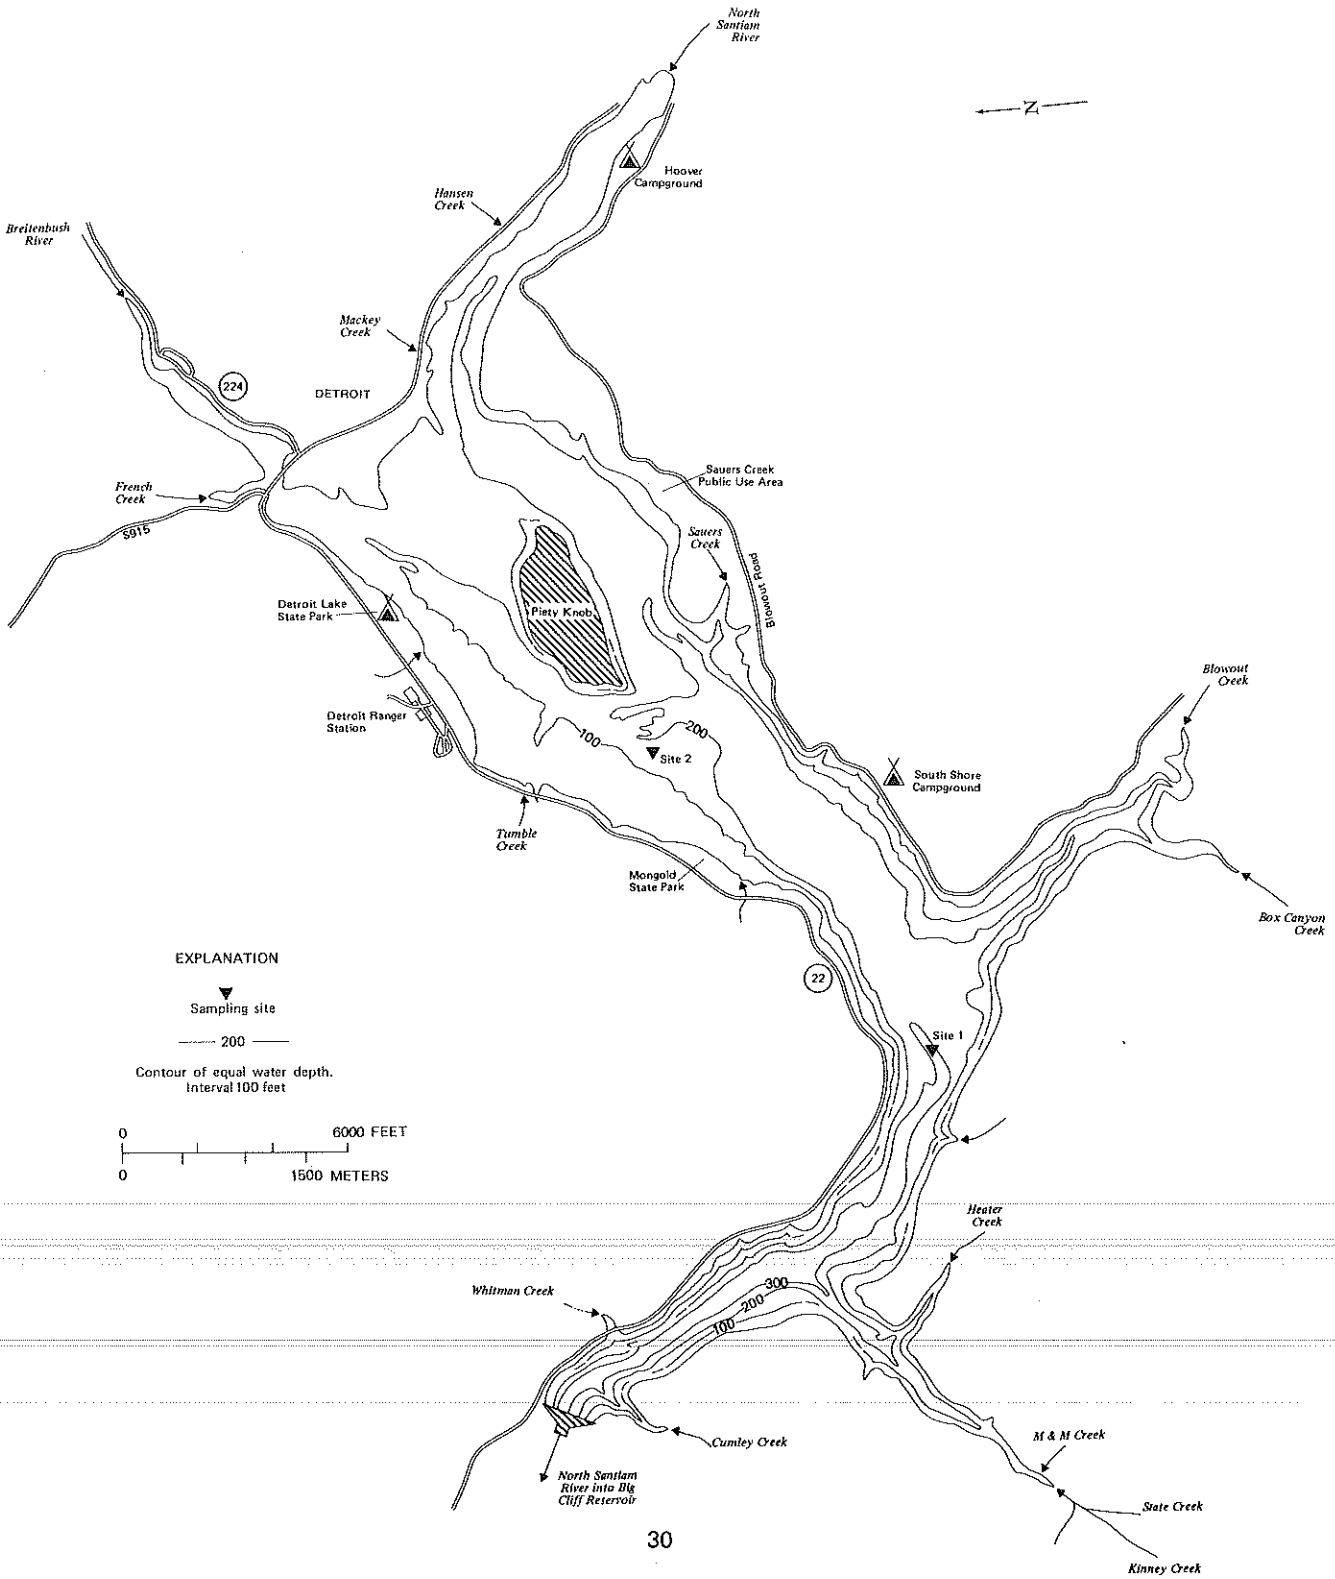 North
Santiam
River
N
Hoover
Campground
Hansen
Creek
Breitenbush
River
Mackey
Creek
224
DETROIT
French
Creek
S915
Sauers Creek
Public Use Area
Sauers
Creek
Blowout Road
Detroit Lake
State Park
Piety Knob
Blowout
Creek
Detroit Ranger
Station
100
200
Site 2
South Shore
Campground
Tumble
Creek
Mongold
State Park
Box Canyon
Creek
EXPLANATION
Sampling site
200
Contour of equal water depth.
Interval 100 feet
22
Site 1
0 6000 FEET
0 1500 METERS
Heater
Creek
Whitman Creek
300
200
100
Cumley Creek
M & M Creek
North Santiam
River into Big
Cliff Reservoir
State Creek
Kinney Creek
30